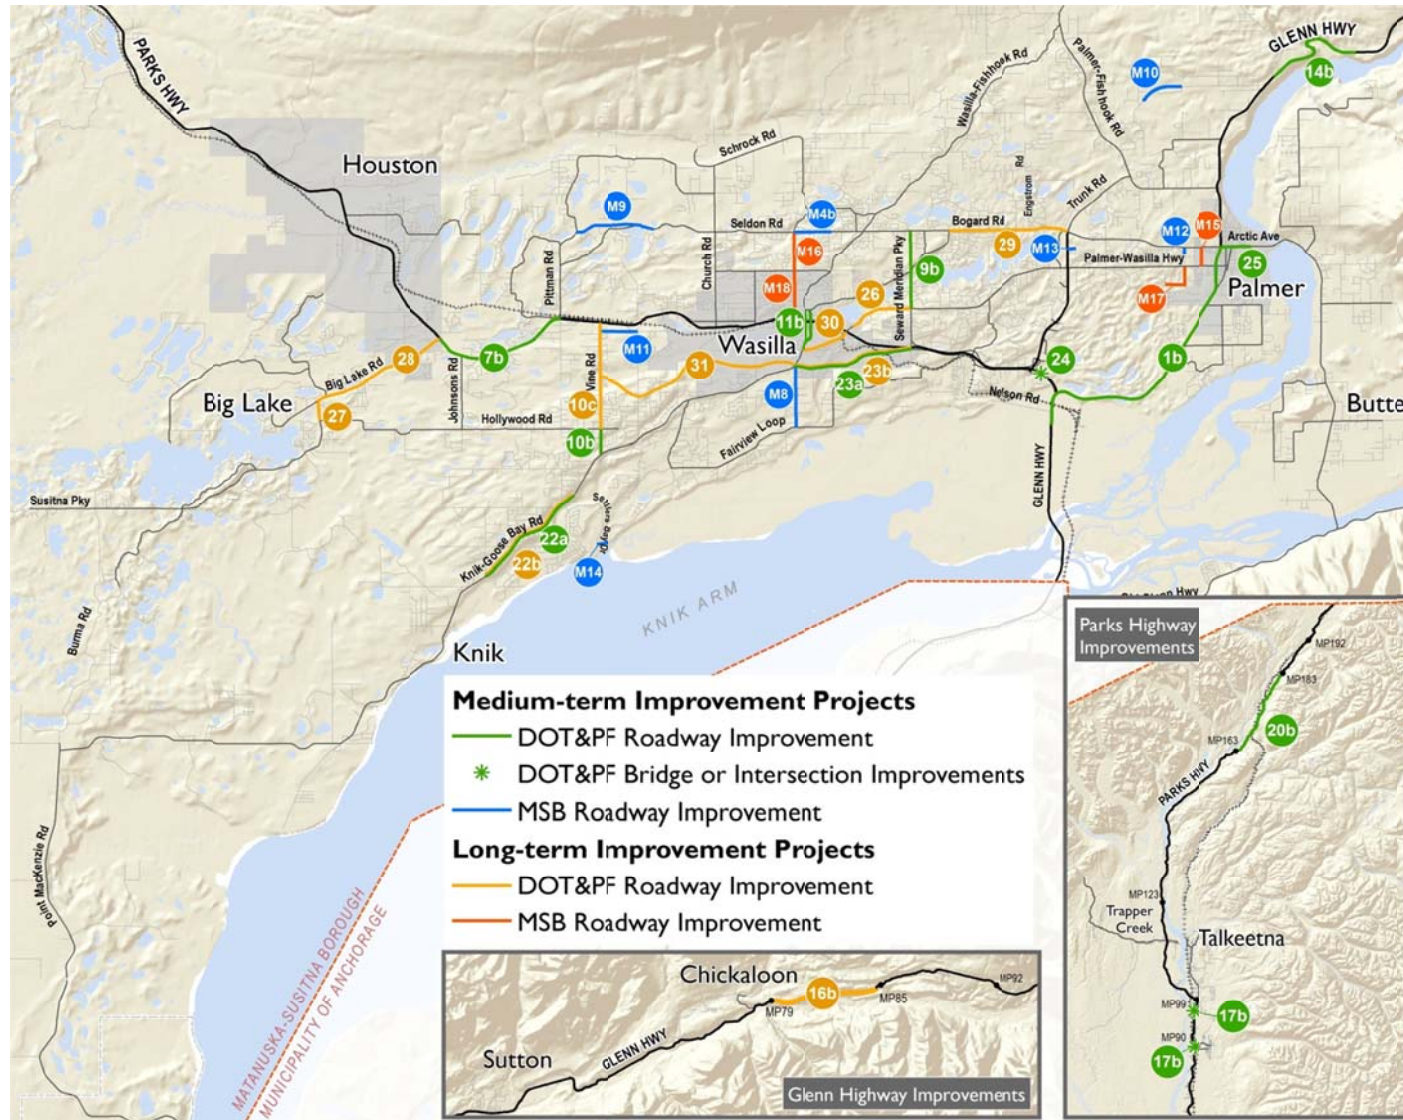 PARKS HWY
Houston
Wasilla-Fishhook Rd
Palmer-Fishhook Rd
M10
GLENN HWY
14b
Schrock Rd
M9
Seldon Rd
M4b
Bogard Rd
Engstrom
Rd
Trunk Rd
29
M13
M12
M15
Arctic Ave
Church Rd
M16
Palmer-Wasilla Hwy
Pittman Rd
M18
26
Seward Meridian Pky
9b
25
M17
Palmer
11b
30
Wasilla
M11
28
7b
31
23b
24
1b
Big Lake Rd
Johnsons Rd
Vine Rd
23a
Nelson Rd
Big Lake
27
10c
M8
Butte
Hollywood Rd
10b
Fairview Loop
GLENN HWY
Susitna Pky
Knik-Goose Bay Rd
22a
22b
M14
KNIK ARM
Burma Rd
Knik
Point MacKenzie Rd
MATANUSKA-SUSITNA BOROUGH
MUNICIPALITY OF ANCHORAGE
Medium-term Improvement Projects
DOT&PF Roadway Improvement
DOT&PF Bridge or Intersection Improvements
MSB Roadway Improvement
Long-term Improvement Projects
DOT&PF Roadway Improvement
MSB Roadway Improvement
Chickaloon
MP92
16b
MP85
MP79
GLENN HWY
Sutton
Glenn Highway Improvements
Parks Highway
Improvements
MP192
MP183
20b
MP163
PARKS HWY
MP123
Trapper
Creek
Talkeetna
MP99
17b
MP90
17b